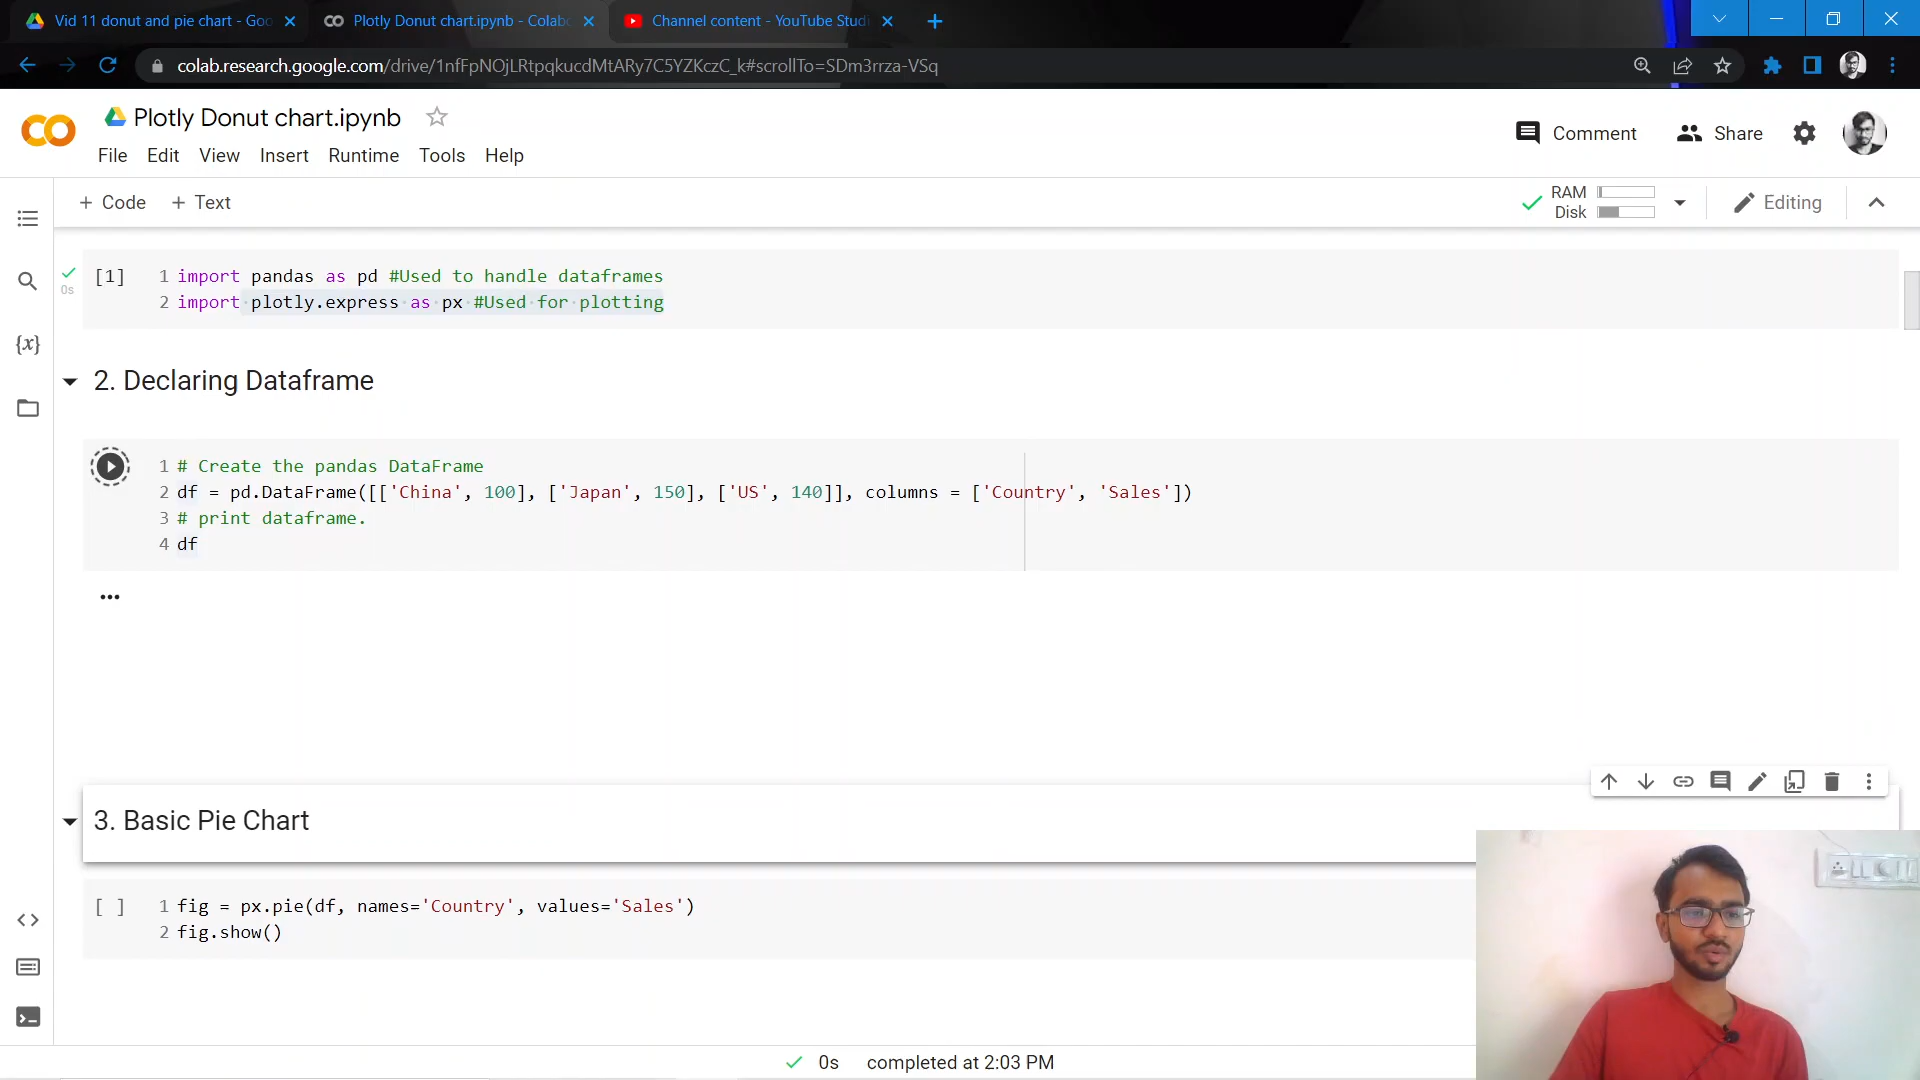 Vid 11 donut and pie chart - Goo
Plotly Donut chart.ipynb - Colabo
Channel content - YouTube Studi
colab.research.google.com/drive/1nfFpNOjLRtpqkucdMtARy7C5YZKczC_k#scrollTo=SDm3rrza-VSq
Plotly Donut chart.ipynb
Comment
Share
File Edit View Insert Runtime Tools Help
+ Code + Text
RAM
Disk
Editing
[1]
0s
1 import pandas as pd #Used to handle dataframes
2 import plotly.express as px #Used for plotting
{x}
2. Declaring Dataframe
1 # Create the pandas DataFrame
2 df = pd.DataFrame([['China', 100], ['Japan', 150], ['US', 140]], columns = ['Country', 'Sales'])
3 # print dataframe.
4 df
...
3. Basic Pie Chart
[ ]
1 fig = px.pie(df, names='Country', values='Sales')
2 fig.show()
0s completed at 2:03 PM